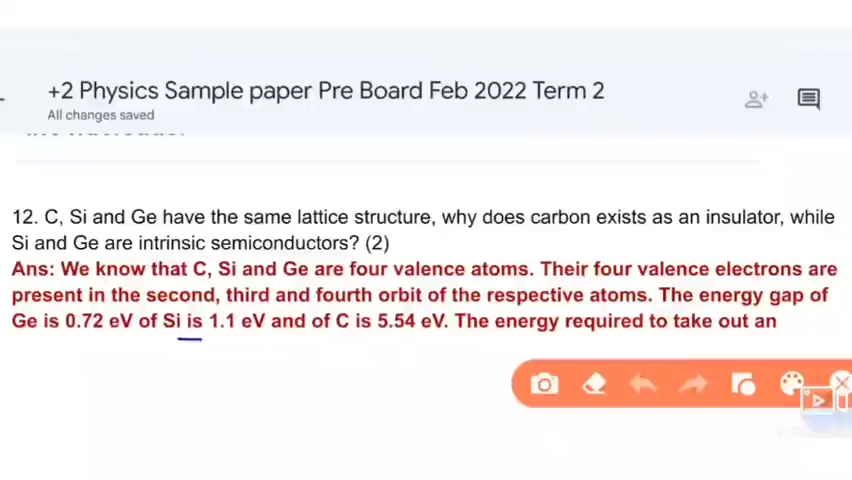 +2 Physics Sample paper Pre Board Feb 2022 Term 2
All changes saved
12. C, Si and Ge have the same lattice structure, why does carbon exists as an insulator, while
Si and Ge are intrinsic semiconductors? (2)
Ans: We know that C, Si and Ge are four valence atoms. Their four valence electrons are
present in the second, third and fourth orbit of the respective atoms. The energy gap of
Ge is 0.72 eV of Si is 1.1 eV and of C is 5.54 eV. The energy required to take out an